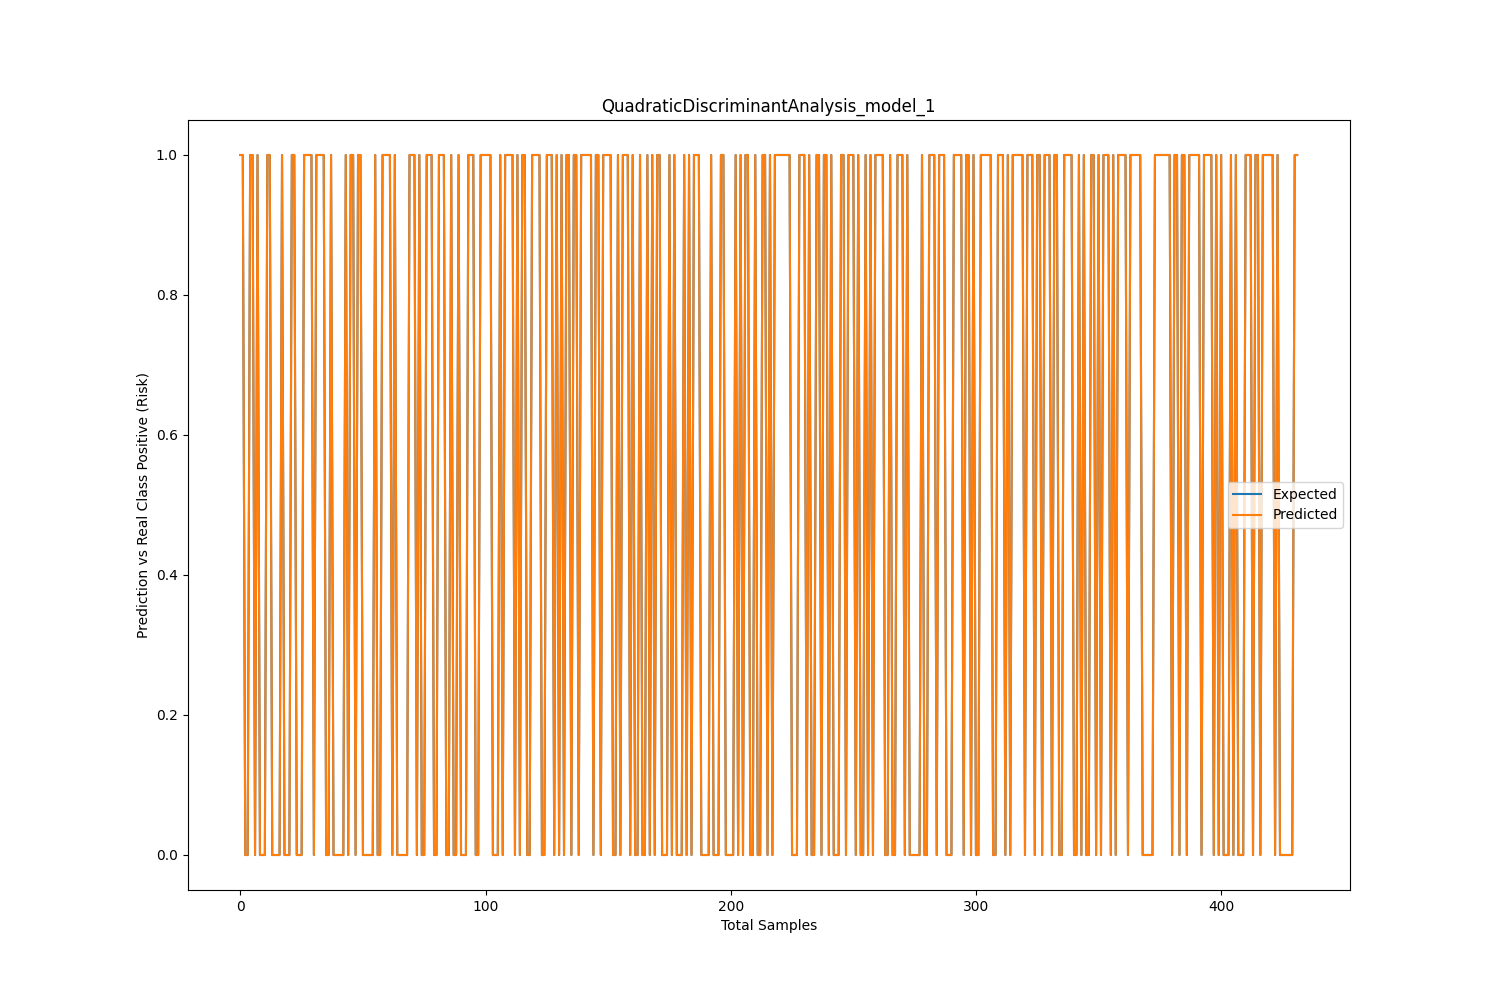 QuadraticDiscriminantAnalysis_model_1
1.0
0.8
0.6
0.4
0.2
0.0
Prediction vs Real Class Positive (Risk)
Expected
Predicted
0 100 200 300 400
Total Samples